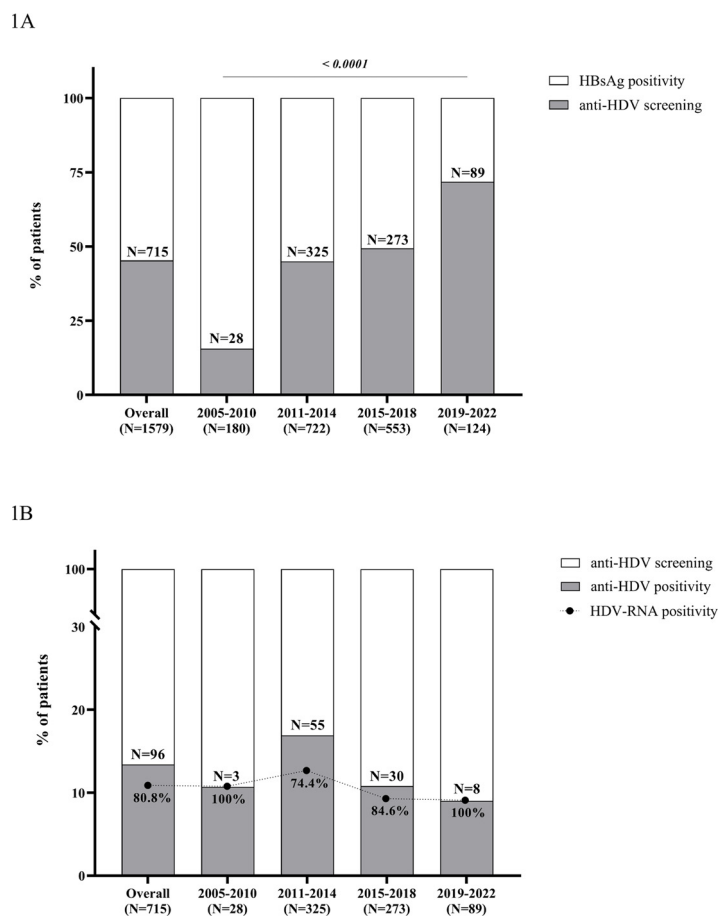 1A
< 0.0001
HBsAg positivity
anti-HDV screening
% of patients
100
75
50
25
0
N=715
N=28
N=325
N=273
N=89
Overall 2005-2010 2011-2014 2015-2018 2019-2022
(N=1579) (N=180) (N=722) (N=553) (N=124)
1B
anti-HDV screening
anti-HDV positivity
HDV-RNA positivity
% of patients
100
30
20
10
0
N=96
N=3
N=55
N=30
N=8
80.8%
100%
74.4%
84.6%
100%
Overall 2005-2010 2011-2014 2015-2018 2019-2022
(N=715) (N=28) (N=325) (N=273) (N=89)